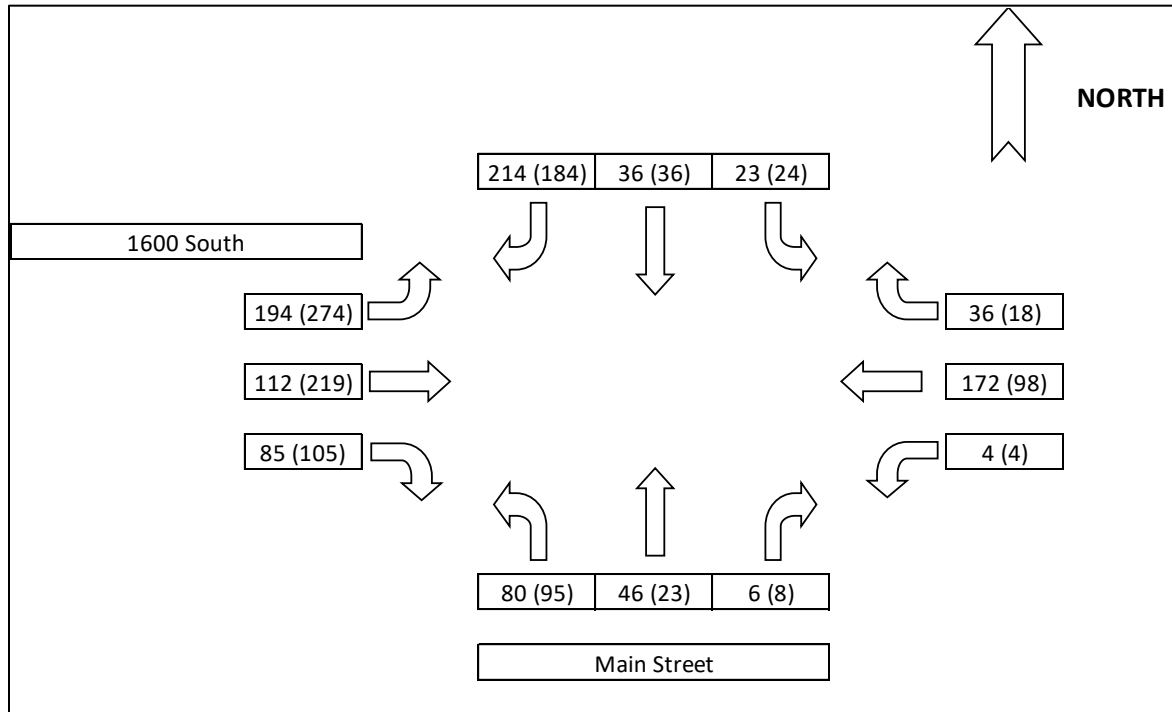 NORTH
214 (184) 36 (36) 23 (24)
1600 South
194 (274) 36 (18)
112 (219) 172 (98)
85 (105) 4 (4)
80 (95) 46 (23) 6 (8)
Main Street